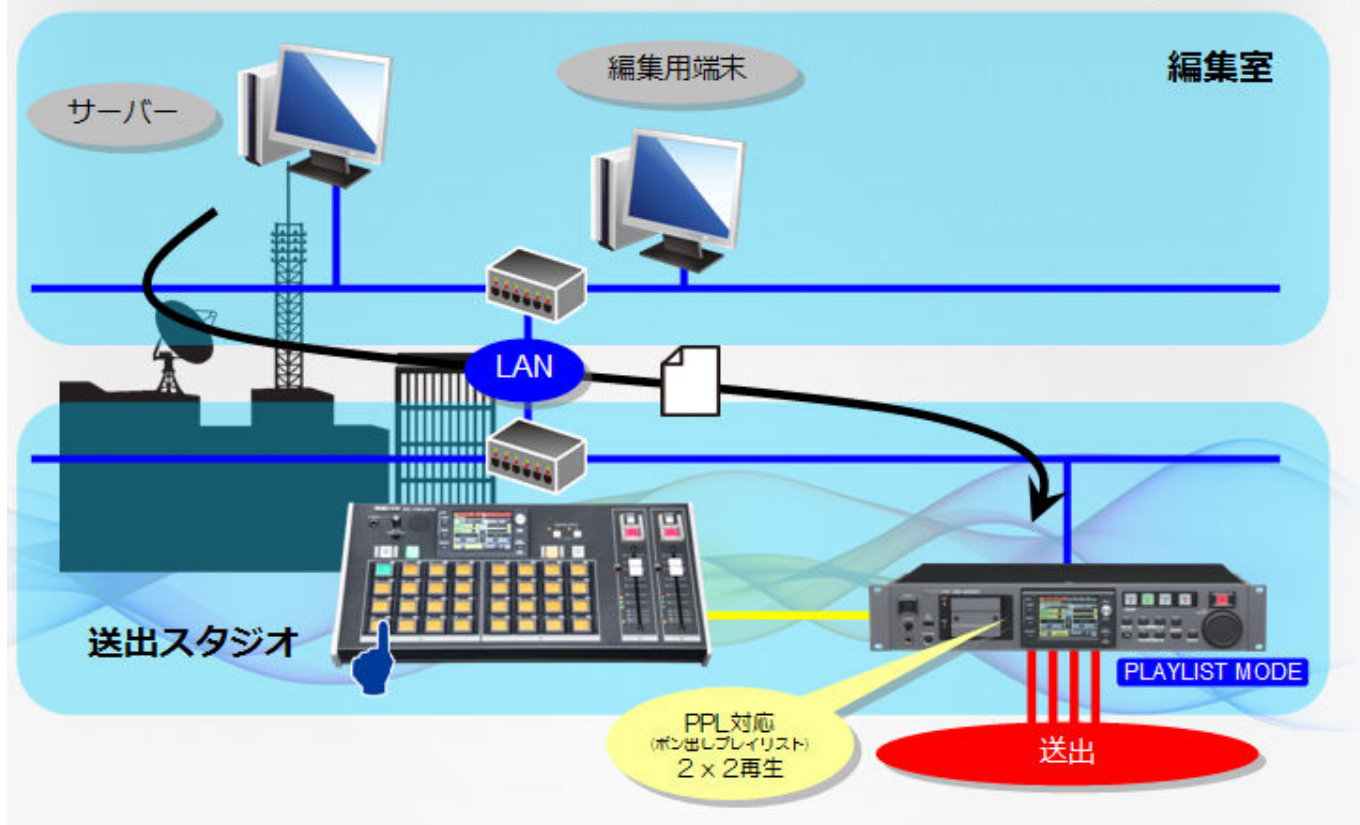 編集室
編集用端末
サーバー
LAN
送出スタジオ
PLAYLIST MODE
PPL対応
(ポン出しプレイリスト)
2x2再生
送出